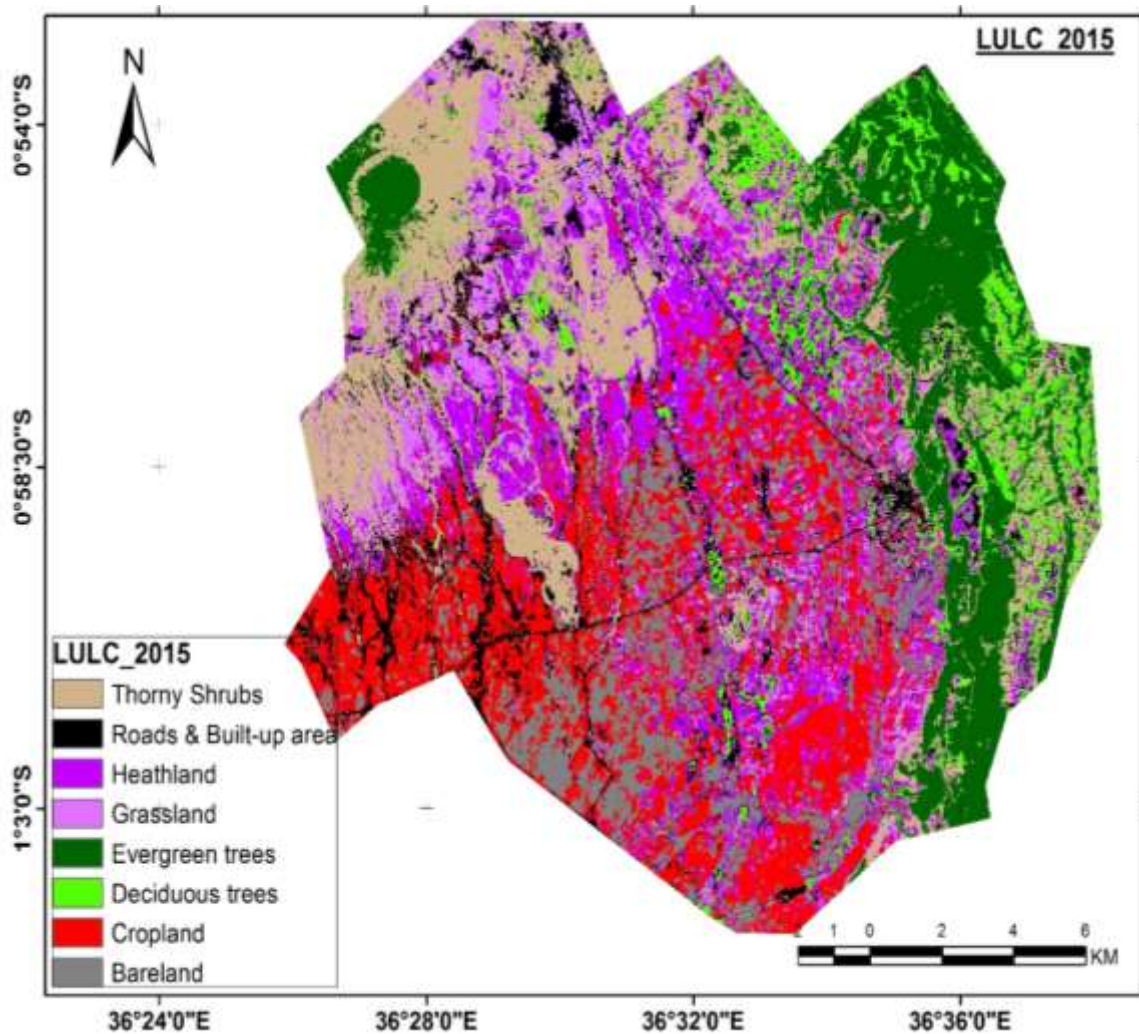 LULC 2015
N
0°54'0"S
0°58'30"S
1°3'0"S
LULC_2015
Thorny Shrubs
Roads & Built-up area
Heathland
Grassland
Evergreen trees
Deciduous trees
Cropland
Bareland
2 1 0 2 4 6
KM
36°24'0"E 36°28'0"E 36°32'0"E 36°36'0"E